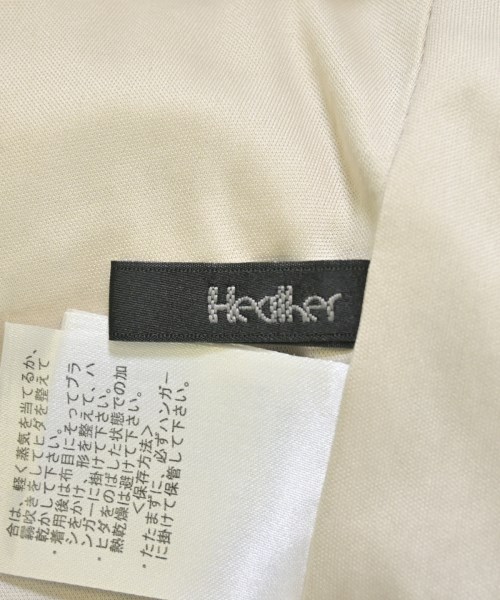 Heather
合は、軽く蒸気を当てるか、
霧吹きをしてヒダを整えて
乾かして下さい。
・着用後は布目にそってブラ
シをかけ、形を整えて、ハ
ンガーに掛けて下さい。
・ヒダをのばした状態での加
熱乾燥は避けて下さい。
＜保存方法＞
・たたまずに、必ずハンガー
に掛けて保管して下さい。